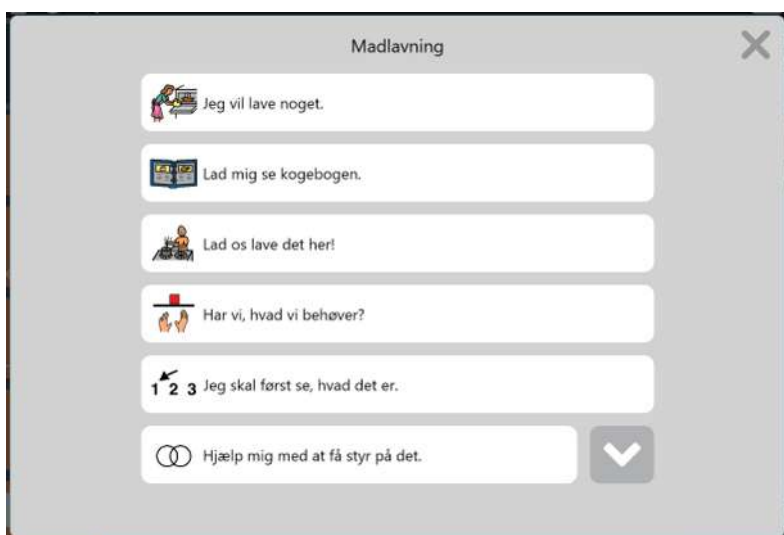 Madlavning
Jeg vil lave noget.
Lad mig se kogebogen.
Lad os lave det her!
Har vi, hvad vi behøver?
1 2 3 Jeg skal først se, hvad det er.
Hjælp mig med at få styr på det.